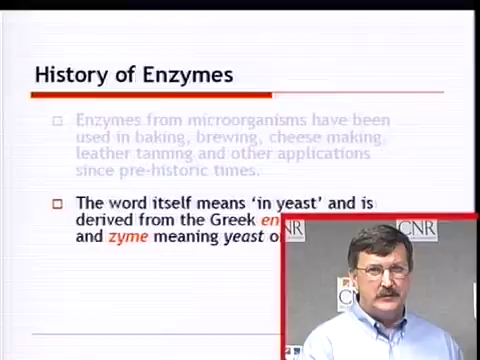 History of Enzymes
Enzymes from microorganisms have been
used in baking, brewing, cheese making,
leather tanning and other applications
since pre-historic times.
The word itself means 'in yeast' and is
derived from the Greek en
and zyme meaning yeast
CNR
CNR
CNR